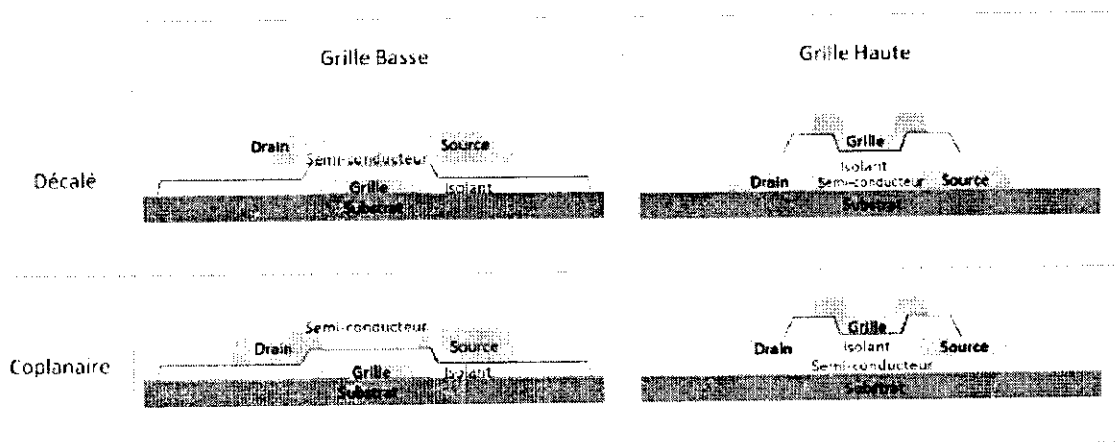 Grille Basse
Grille Haute
Décalé
Drain
Semi-conducteur
Source
Grille
Isolant
Substrat
Grille
Isolant
Drain
Semi-conducteur
Source
Substrat
Coplanaire
Semi-conducteur
Drain
Source
Grille
Isolant
Substrat
Grille
Drain
Isolant
Source
Semi-conducteur
Substrat